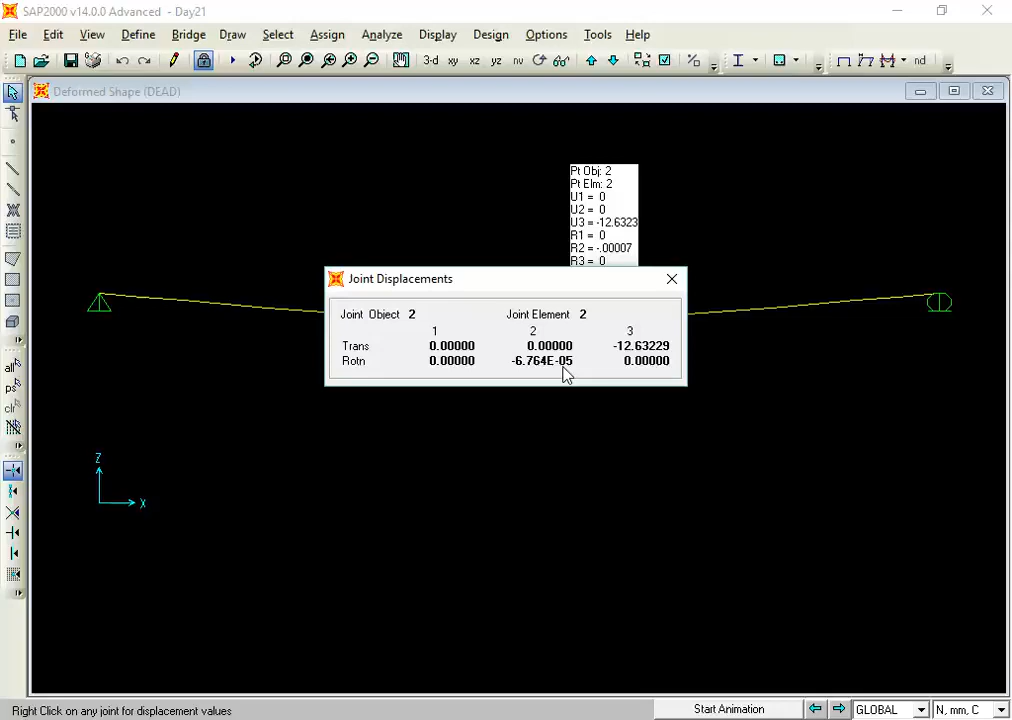 SAP2000 v14.0.0 Advanced - Day21
File Edit View Define Bridge Draw Select Assign Analyze Display Design Options Tools Help
3-d xy xz yz nv nd
Deformed Shape (DEAD)
Pt Obj: 2
Pt Elm: 2
U1 = 0
U2 = 0
U3 = -12.6323
R1 = 0
R2 = -.00007
R3 = 0
Joint Displacements
Joint Object 2 Joint Element 2
1 2 3
Trans 0.00000 0.00000 -12.63229
Rotn 0.00000 -6.764E-05 0.00000
all
ps
clr
Z
X
Right Click on any joint for displacement values
Start Animation
GLOBAL
N, mm, C